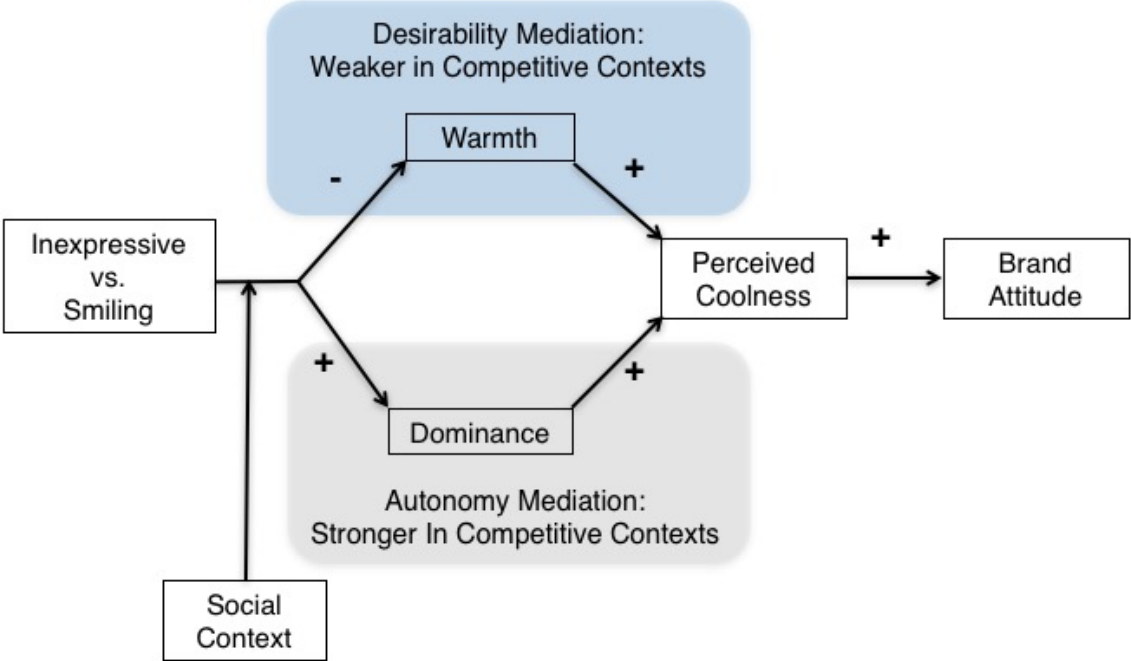 Desirability Mediation:
Weaker in Competitive Contexts
Warmth
-
+
Inexpressive
vs.
Smiling
Perceived
Coolness
+
Brand
Attitude
+
+
Dominance
Autonomy Mediation:
Stronger In Competitive Contexts
Social
Context